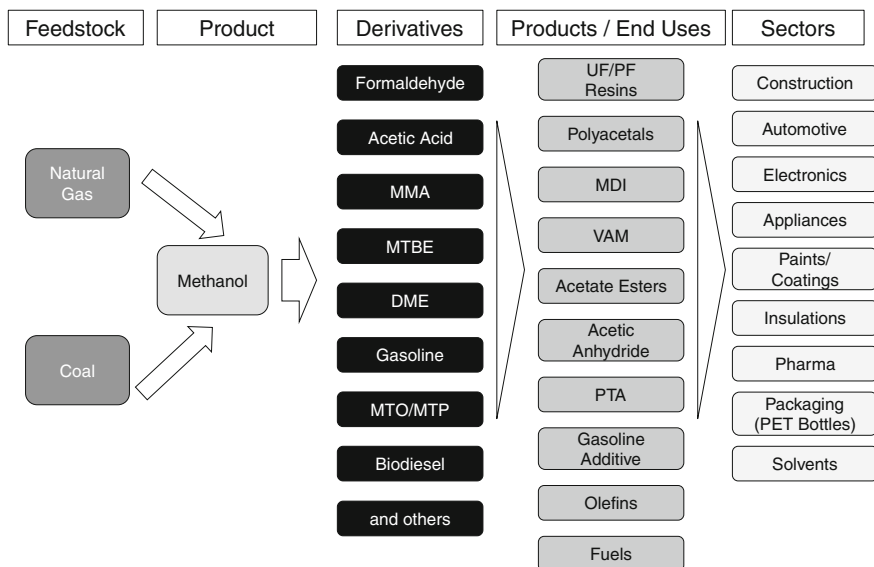 Feedstock
Product
Derivatives
Products / End Uses
Sectors
Natural
Gas
Coal
Methanol
Formaldehyde
Acetic Acid
MMA
MTBE
DME
Gasoline
MTO/MTP
Biodiesel
and others
UF/PF
Resins
Polyacetals
MDI
VAM
Acetate Esters
Acetic
Anhydride
PTA
Gasoline
Additive
Olefins
Fuels
Construction
Automotive
Electronics
Appliances
Paints/
Coatings
Insulations
Pharma
Packaging
(PET Bottles)
Solvents